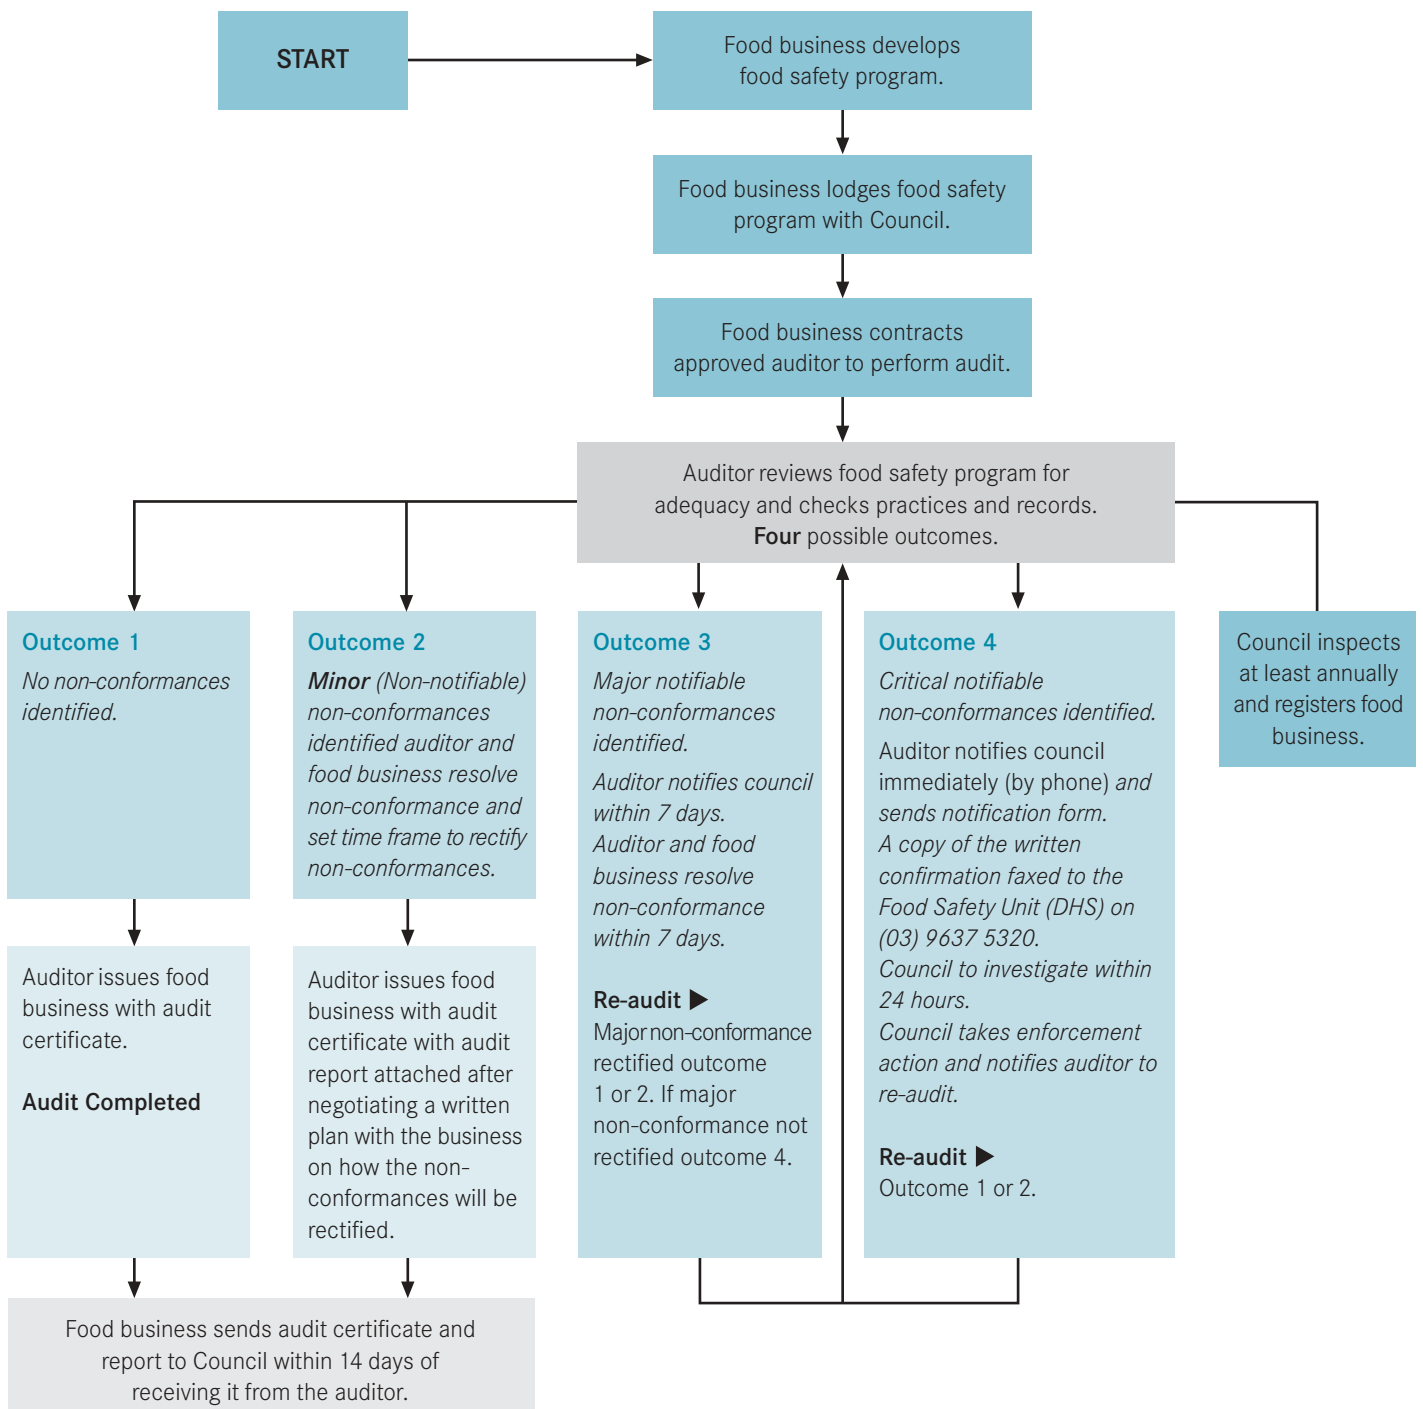 START
Food business develops
food safety program.
Food business lodges food safety
program with Council.
Food business contracts
approved auditor to perform audit.
Auditor reviews food safety program for
adequacy and checks practices and records.
Four possible outcomes.
Outcome 1
No non-conformances
identified.
Outcome 2
Minor (Non-notifiable)
non-conformances
identified auditor and
food business resolve
non-conformance and
set time frame to rectify
non-conformances.
Outcome 3
Major notifiable
non-conformances
identified.
Auditor notifies council
within 7 days.
Auditor and food
business resolve
non-conformance
within 7 days.
Re-audit ▶
Major non-conformance
rectified outcome
1 or 2. If major
non-conformance not
rectified outcome 4.
Outcome 4
Critical notifiable
non-conformances identified.
Auditor notifies council
immediately (by phone) and
sends notification form.
A copy of the written
confirmation faxed to the
Food Safety Unit (DHS) on
(03) 9637 5320.
Council to investigate within
24 hours.
Council takes enforcement
action and notifies auditor to
re-audit.
Re-audit ▶
Outcome 1 or 2.
Council inspects
at least annually
and registers food
business.
Auditor issues food
business with audit
certificate.
Audit Completed
Auditor issues food
business with audit
certificate with audit
report attached after
negotiating a written
plan with the business
on how the non-
conformances will be
rectified.
Food business sends audit certificate and
report to Council within 14 days of
receiving it from the auditor.